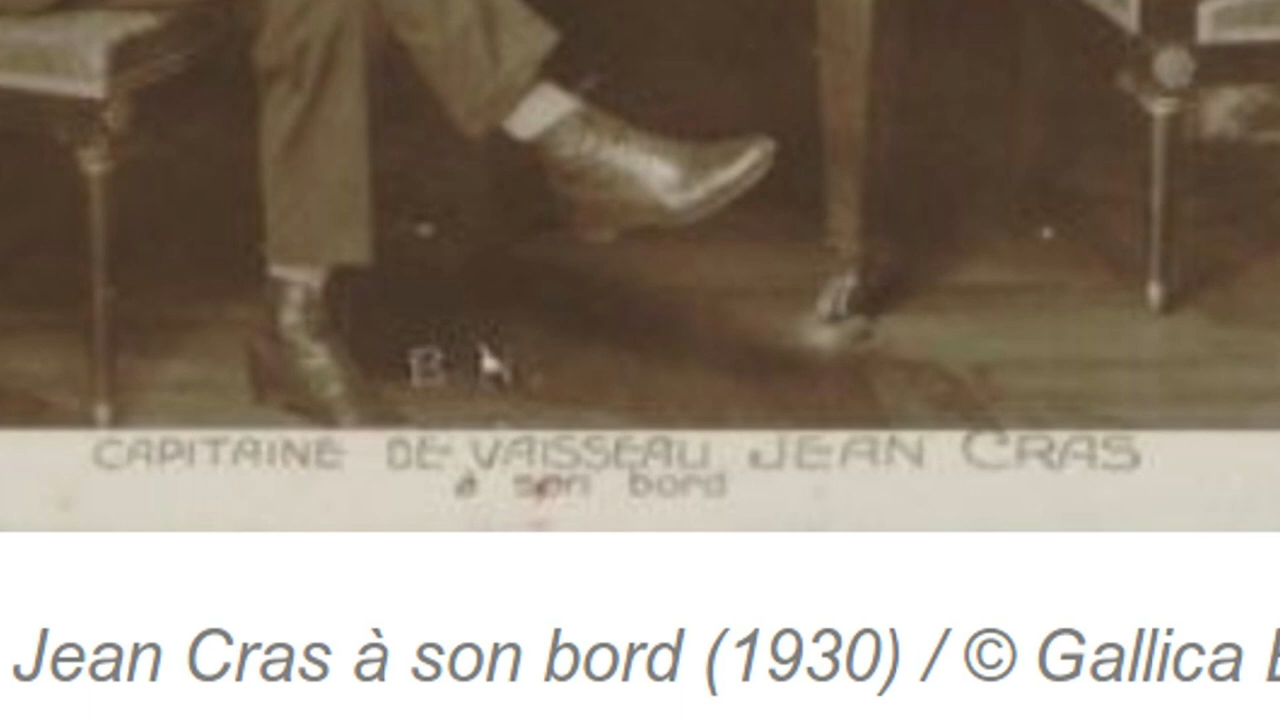 CAPITAINE DE VAISSEAU JEAN CRAS
à son bord
Jean Cras à son bord (1930) / © Gallica